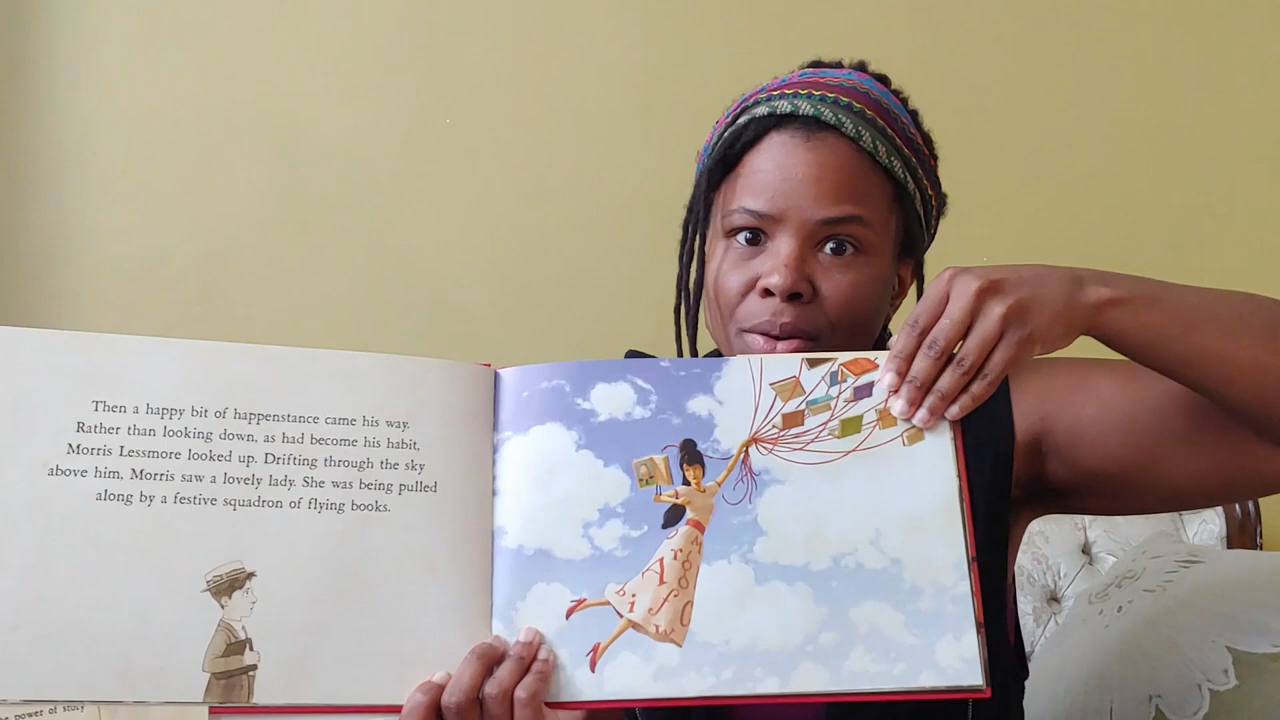 Then a happy bit of happenstance came his way.
Rather than looking down, as had become his habit,
Morris Lessmore looked up. Drifting through the sky
above him, Morris saw a lovely lady. She was being pulled
along by a festive squadron of flying books.
power of story